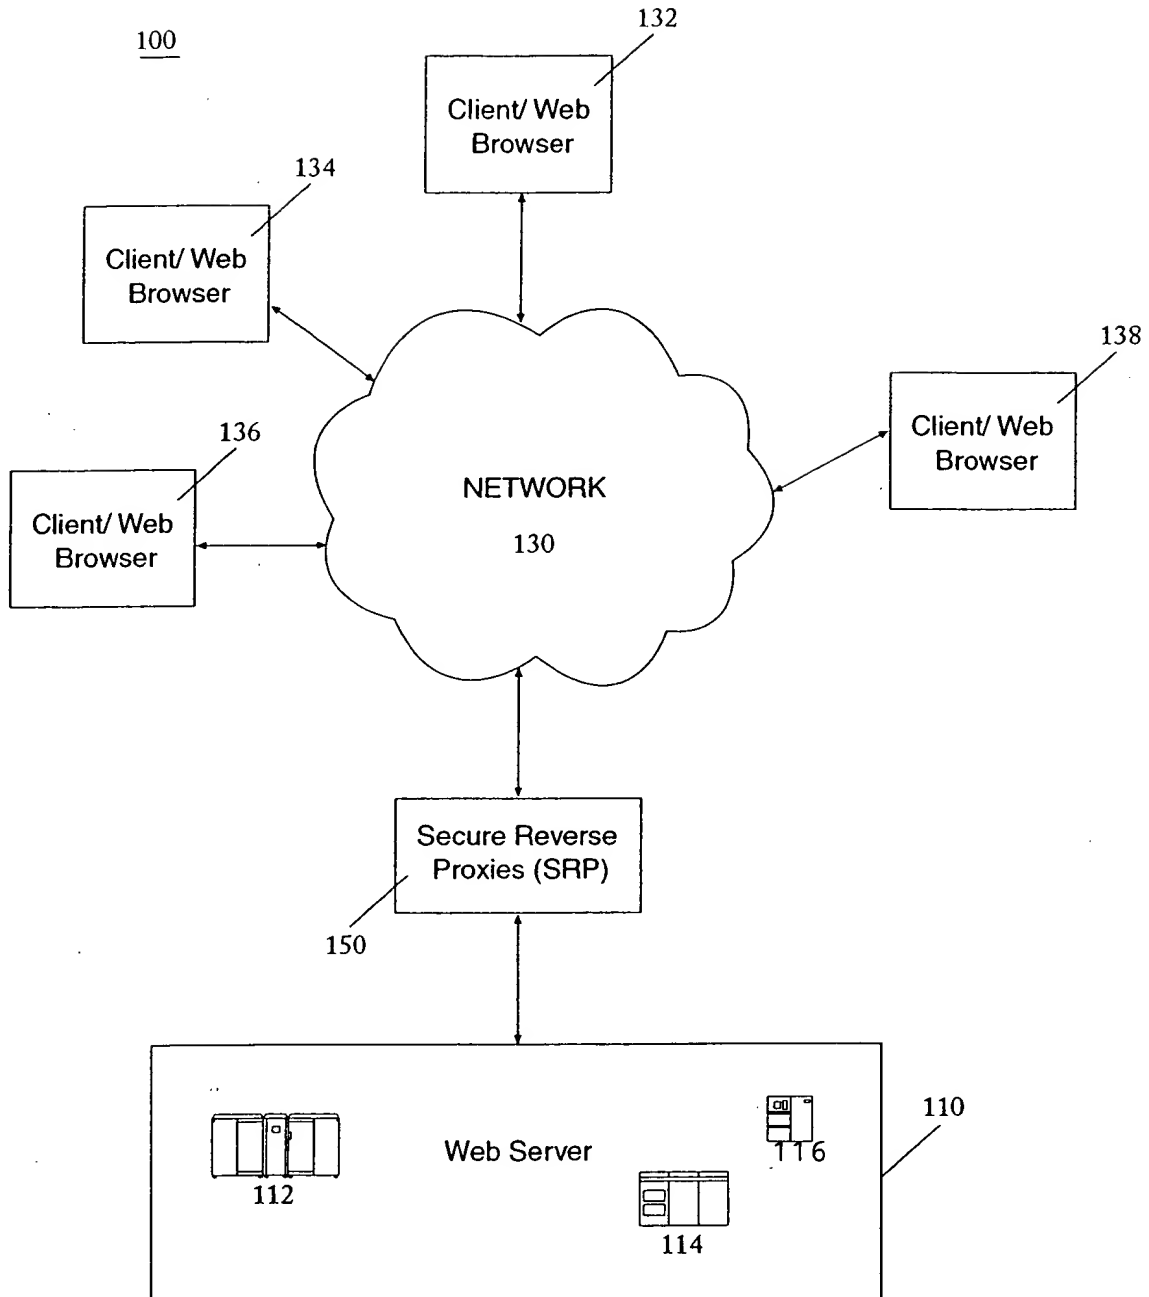 100
132
Client/ Web
Browser
134
Client/ Web
Browser
138
Client/ Web
Browser
136
Client/ Web
Browser
NETWORK
130
Secure Reverse
Proxies (SRP)
150
110
Web Server
116
112
114